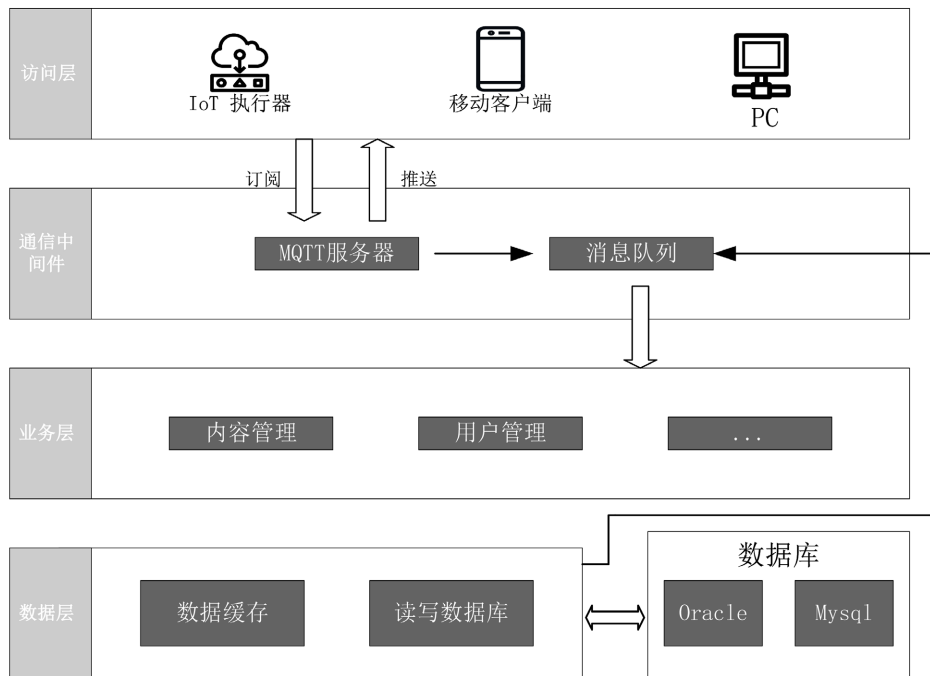 访问层
IoT 执行器
移动客户端
PC
订阅
推送
通信中
间件
MQTT服务器
消息队列
业务层
内容管理
用户管理
...
数据层
数据缓存
读写数据库
数据库
Oracle
Mysql